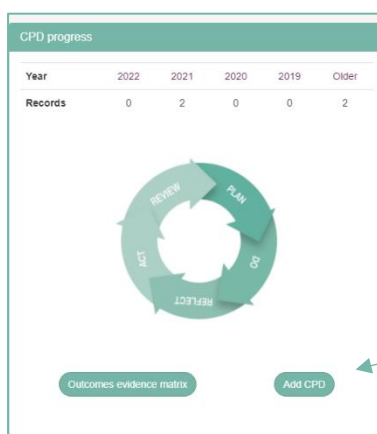 CPD progress
Year 2022 2021 2020 2019 Older
Records 0 2 0 0 2
REVIEW
PLAN
ACT
DO
REFLECT
Outcomes evidence matrix
Add CPD